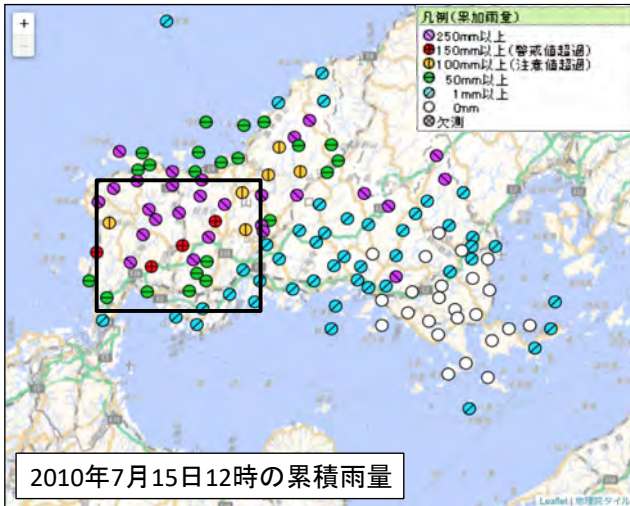 +
−
凡例(累加雨量)
250mm以上
150mm以上(警戒値超過)
100mm以上(注意値超過)
50mm以上
1mm以上
0mm
欠測
2010年7月15日12時の累積雨量
Leaflet | 地理院タイル